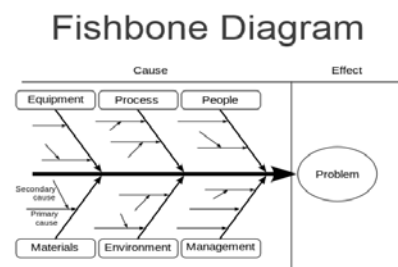 Fishbone Diagram
Cause
Effect
Equipment
Process
People
Problem
Secondary
cause
Primary
cause
Materials
Environment
Management